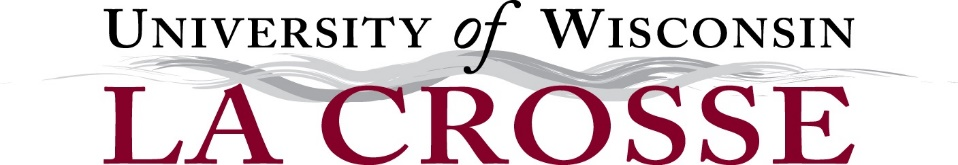 UNIVERSITY of WISCONSIN
LA CROSSE